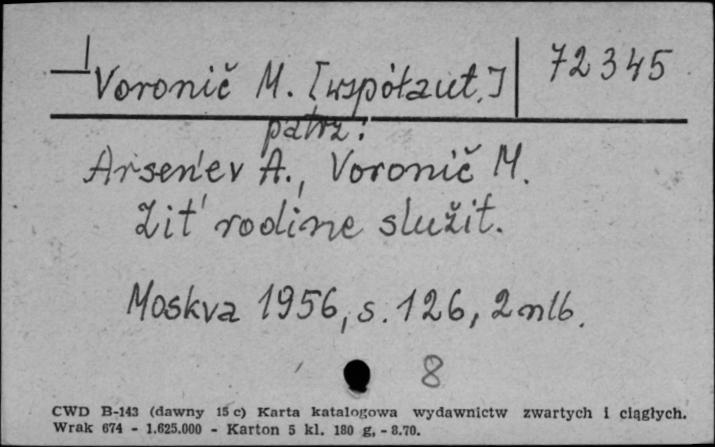 Voronič M. [współaut.] 72345
patrz:
Arsen'ev A., Voronič M.
Žit' rodine služit.
Moskva 1956, s. 126, 2 nlb.
8
CWD B-143 (dawny 15 c) Karta katalogowa wydawnictw zwartych i ciągłych.
Wrak 674 - 1.625.000 - Karton 5 kl. 180 g, - 8.70.